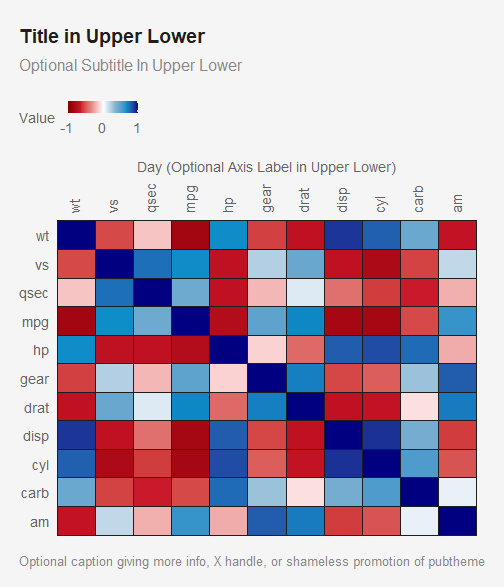 Title in Upper Lower
Optional Subtitle In Upper Lower
Value
-1 0 1
Day (Optional Axis Label in Upper Lower)
wt vs qsec mpg hp gear drat disp cyl carb am
wt
vs
qsec
mpg
hp
gear
drat
disp
cyl
carb
am
Optional caption giving more info, X handle, or shameless promotion of pubtheme